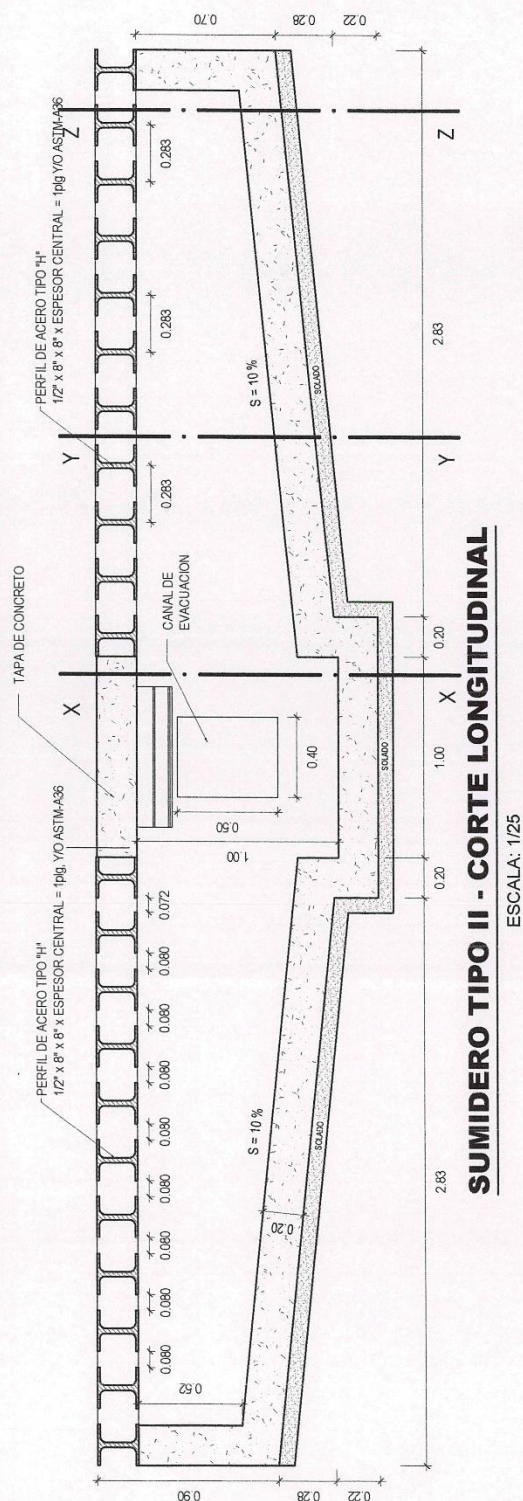 TAPA DE CONCRETO
PERFIL DE ACERO TIPO "H"
1/2" x 8" x 8" x ESPESOR CENTRAL = 1plg. Y/O ASTM-A36
PERFIL DE ACERO TIPO "H"
1/2" x 8" x 8" x ESPESOR CENTRAL = 1plg Y/O ASTM-A36
X
Y
Z
0.080
0.080
0.080
0.080
0.080
0.080
0.080
0.080
0.072
0.283
0.283
0.283
CANAL DE
EVACUACION
0.90
0.28
0.22
0.52
0.20
S = 10 %
SOLADO
1.00
0.50
0.40
SOLADO
S = 10 %
SOLADO
0.70
0.28
0.22
X
Y
Z
2.83
0.20
1.00
0.20
2.83
SUMIDERO TIPO II - CORTE LONGITUDINAL
ESCALA: 1/25